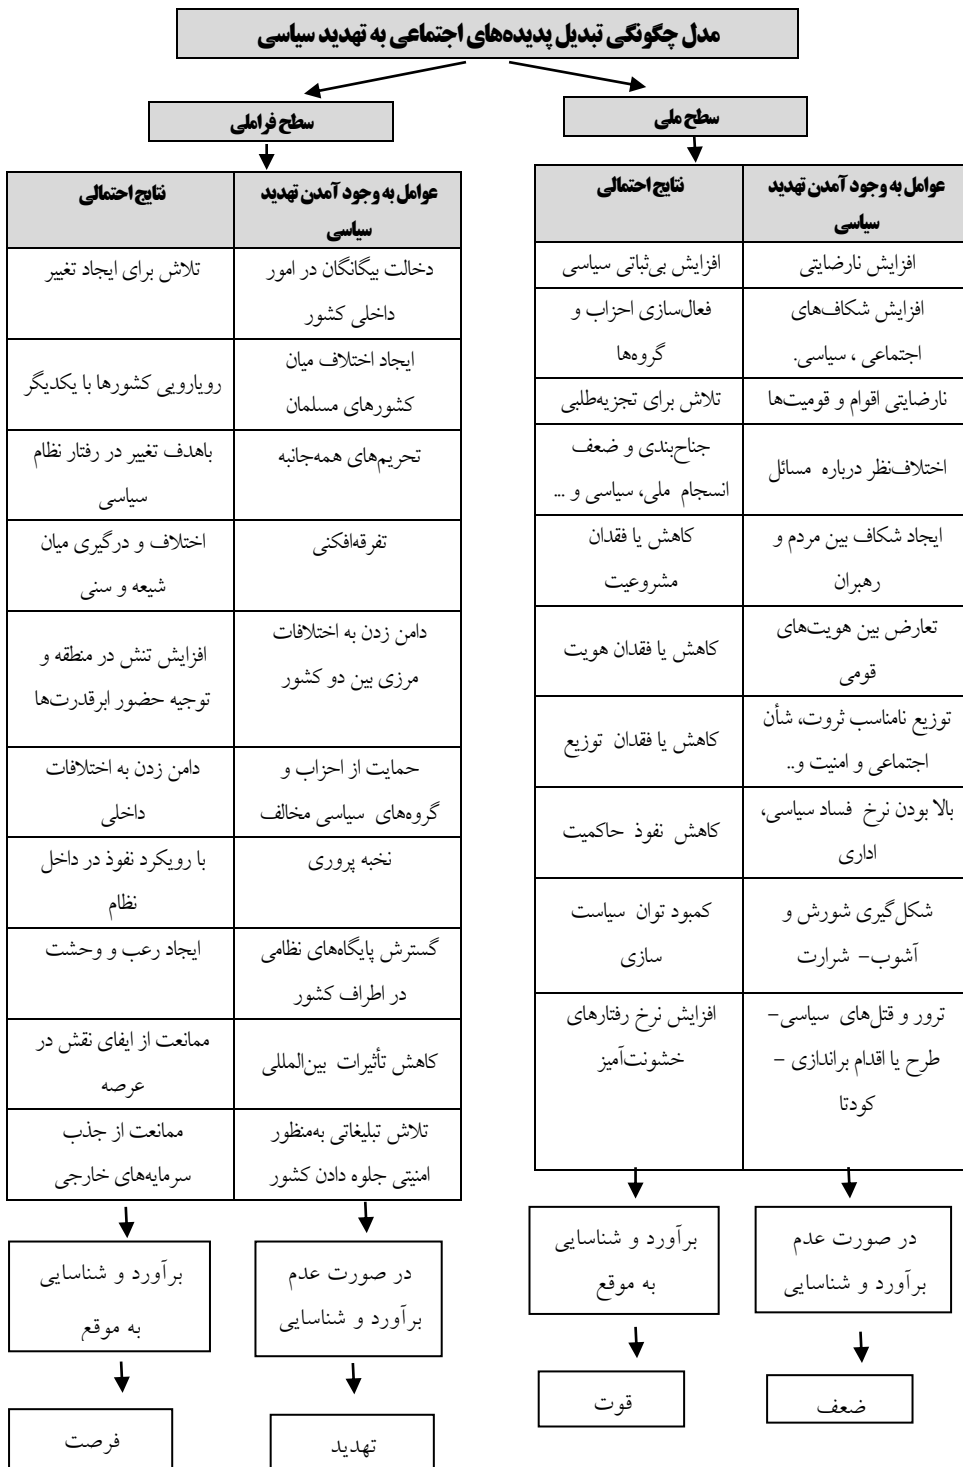 مدل چگونگی تبدیل پدیده‌های اجتماعی به تهدید سیاسی
سطح ملی
عوامل به وجود آمدن تهدید
سیاسی
نتایج احتمالی
افزایش نارضایتی
افزایش بی‌ثباتی سیاسی
افزایش شکاف‌های
اجتماعی ، سیاسی.
فعال‌سازی احزاب و
گروه‌ها
نارضایتی اقوام و قومیت‌ها
تلاش برای تجزیه‌طلبی
اختلاف‌نظر درباره مسائل
جناح‌بندی و ضعف
انسجام ملی، سیاسی و ...
ایجاد شکاف بین مردم و
رهبران
کاهش یا فقدان
مشروعیت
تعارض بین هویت‌های
قومی
کاهش یا فقدان هویت
توزیع نامناسب ثروت، شأن
اجتماعی و امنیت و..
کاهش یا فقدان توزیع
بالا بودن نرخ فساد سیاسی،
اداری
کاهش نفوذ حاکمیت
شکل‌گیری شورش و
آشوب– شرارت
کمبود توان سیاست
سازی
ترور و قتل‌های سیاسی–
طرح یا اقدام براندازی –
کودتا
افزایش نرخ رفتارهای
خشونت‌آمیز
در صورت عدم
برآورد و شناسایی
برآورد و شناسایی
به موقع
ضعف
قوت
سطح فراملی
عوامل به وجود آمدن تهدید
سیاسی
نتایج احتمالی
دخالت بیگانگان در امور
داخلی کشور
تلاش برای ایجاد تغییر
ایجاد اختلاف میان
کشورهای مسلمان
رویارویی کشورها با یکدیگر
تحریم‌های همه‌جانبه
باهدف تغییر در رفتار نظام
سیاسی
تفرقه‌افکنی
اختلاف و درگیری میان
شیعه و سنی
دامن زدن به اختلافات
مرزی بین دو کشور
افزایش تنش در منطقه و
توجیه حضور ابرقدرت‌ها
حمایت از احزاب و
گروه‌های سیاسی مخالف
دامن زدن به اختلافات
داخلی
نخبه پروری
با رویکرد نفوذ در داخل
نظام
گسترش پایگاه‌های نظامی
در اطراف کشور
ایجاد رعب و وحشت
کاهش تأثیرات بین‌المللی
ممانعت از ایفای نقش در
عرصه
تلاش تبلیغاتی به‌منظور
امنیتی جلوه دادن کشور
ممانعت از جذب
سرمایه‌های خارجی
در صورت عدم
برآورد و شناسایی
برآورد و شناسایی
به موقع
تهدید
فرصت